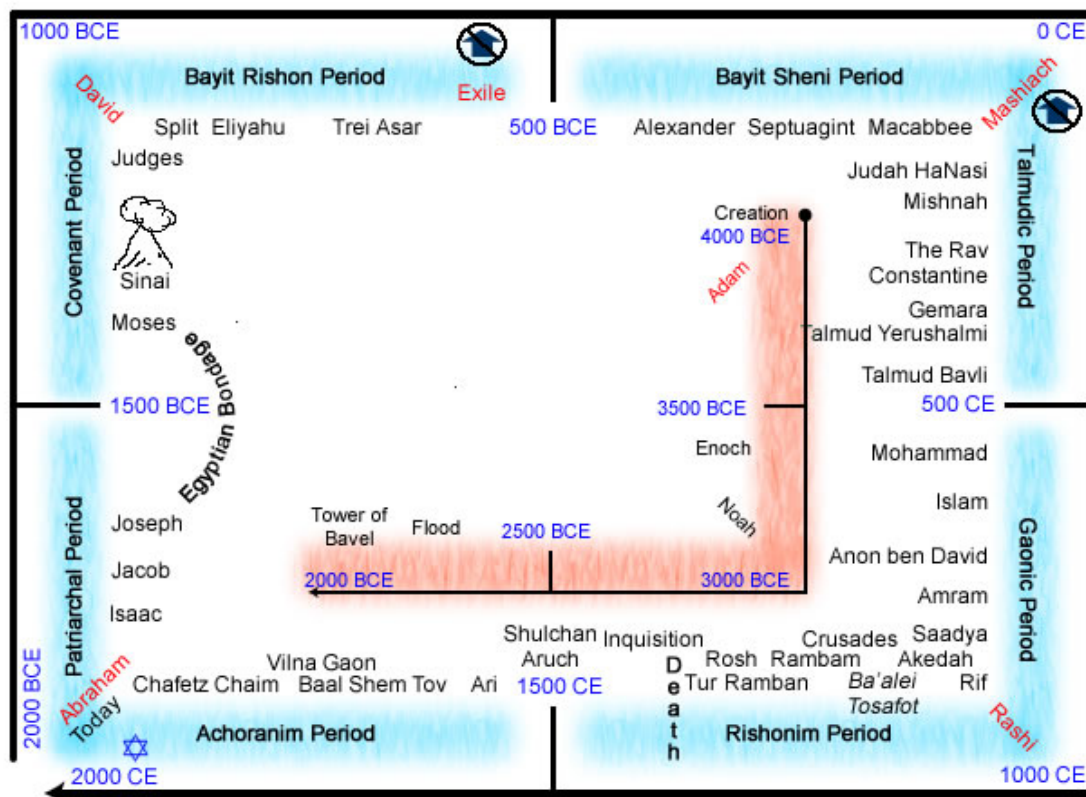 1000 BCE
0 CE
Bayit Rishon Period
Bayit Sheni Period
David
Exile
Mashiach
Split Eliyahu Trei Asar
500 BCE
Alexander Septuagint Macabbee
Judges
Covenant Period
Sinai
Moses
Egyptian Bondage
1500 BCE
Judah HaNasi
Mishnah
Talmudic Period
The Rav
Constantine
Gemara
Talmud Yerushalmi
Talmud Bavli
500 CE
Creation
4000 BCE
Adam
3500 BCE
Enoch
Noah
3000 BCE
2500 BCE
Flood
Tower of
Bavel
2000 BCE
Joseph
Jacob
Isaac
Patriarchal Period
Abraham
2000 BCE
Mohammad
Islam
Anon ben David
Amram
Saadya
Gaonic Period
Akedah
Rif
Rashi
1000 CE
Crusades
Rambam
Ba'alei
Tosafot
Rosh
Tur Ramban
Rishonim Period
Death
Inquisition
Shulchan
Aruch
1500 CE
Ari
Vilna Gaon
Baal Shem Tov
Chafetz Chaim
Achoranim Period
Today
2000 CE